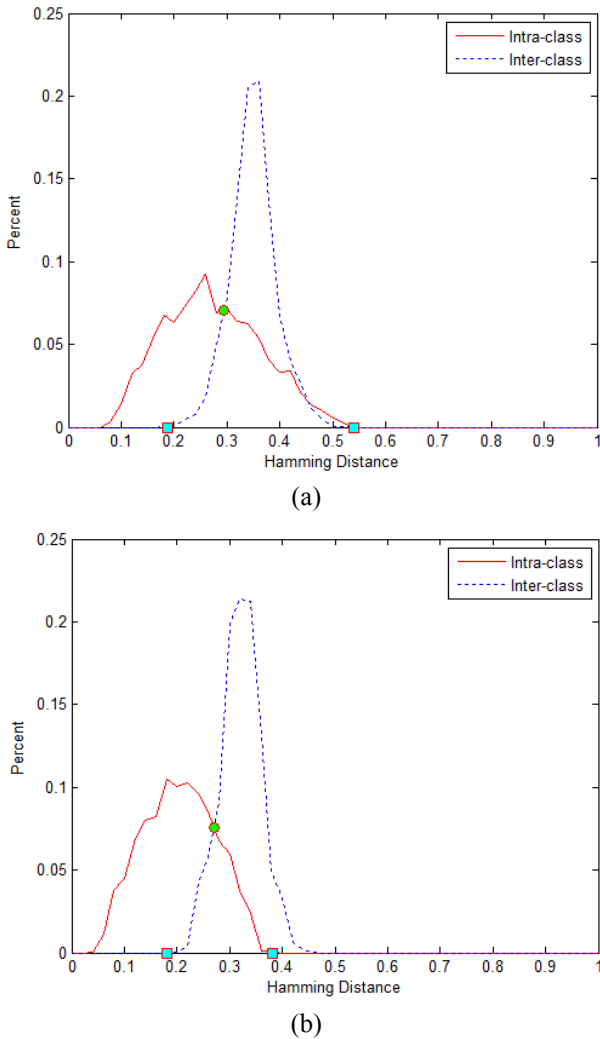 0.25
0.2
0.15
0.1
0.05
0
Percent
Intra-class
Inter-class
0 0.1 0.2 0.3 0.4 0.5 0.6 0.7 0.8 0.9 1
Hamming Distance
(a)
0.25
0.2
0.15
0.1
0.05
0
Percent
Intra-class
Inter-class
0 0.1 0.2 0.3 0.4 0.5 0.6 0.7 0.8 0.9 1
Hamming Distance
(b)